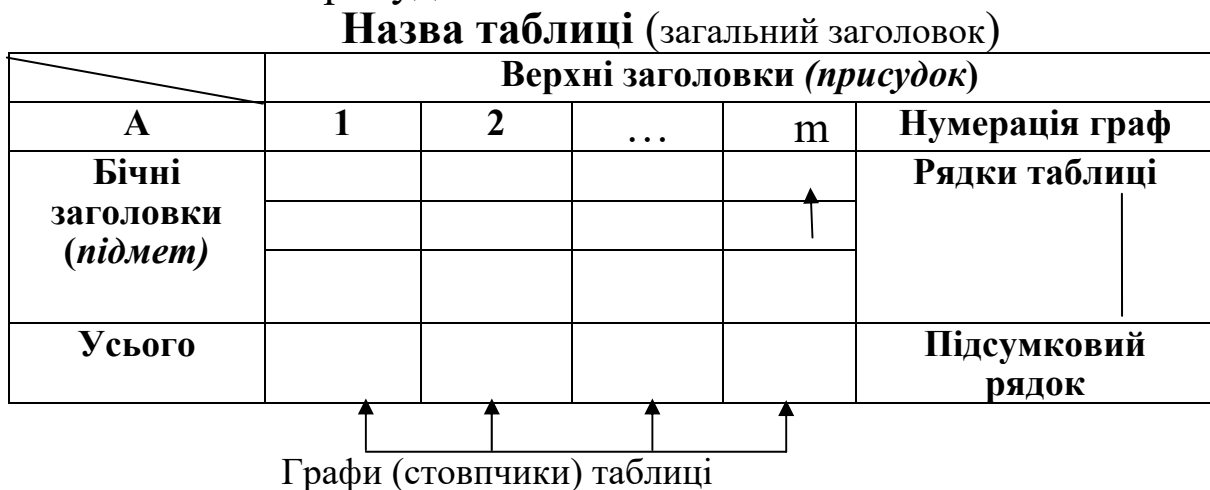 Назва таблиці (загальний заголовок)
Верхні заголовки (присудок)
А 1 2 ... m Нумерація граф
Бічні заголовки (підмет)
Рядки таблиці
Усього
Підсумковий рядок
Графи (стовпчики) таблиці